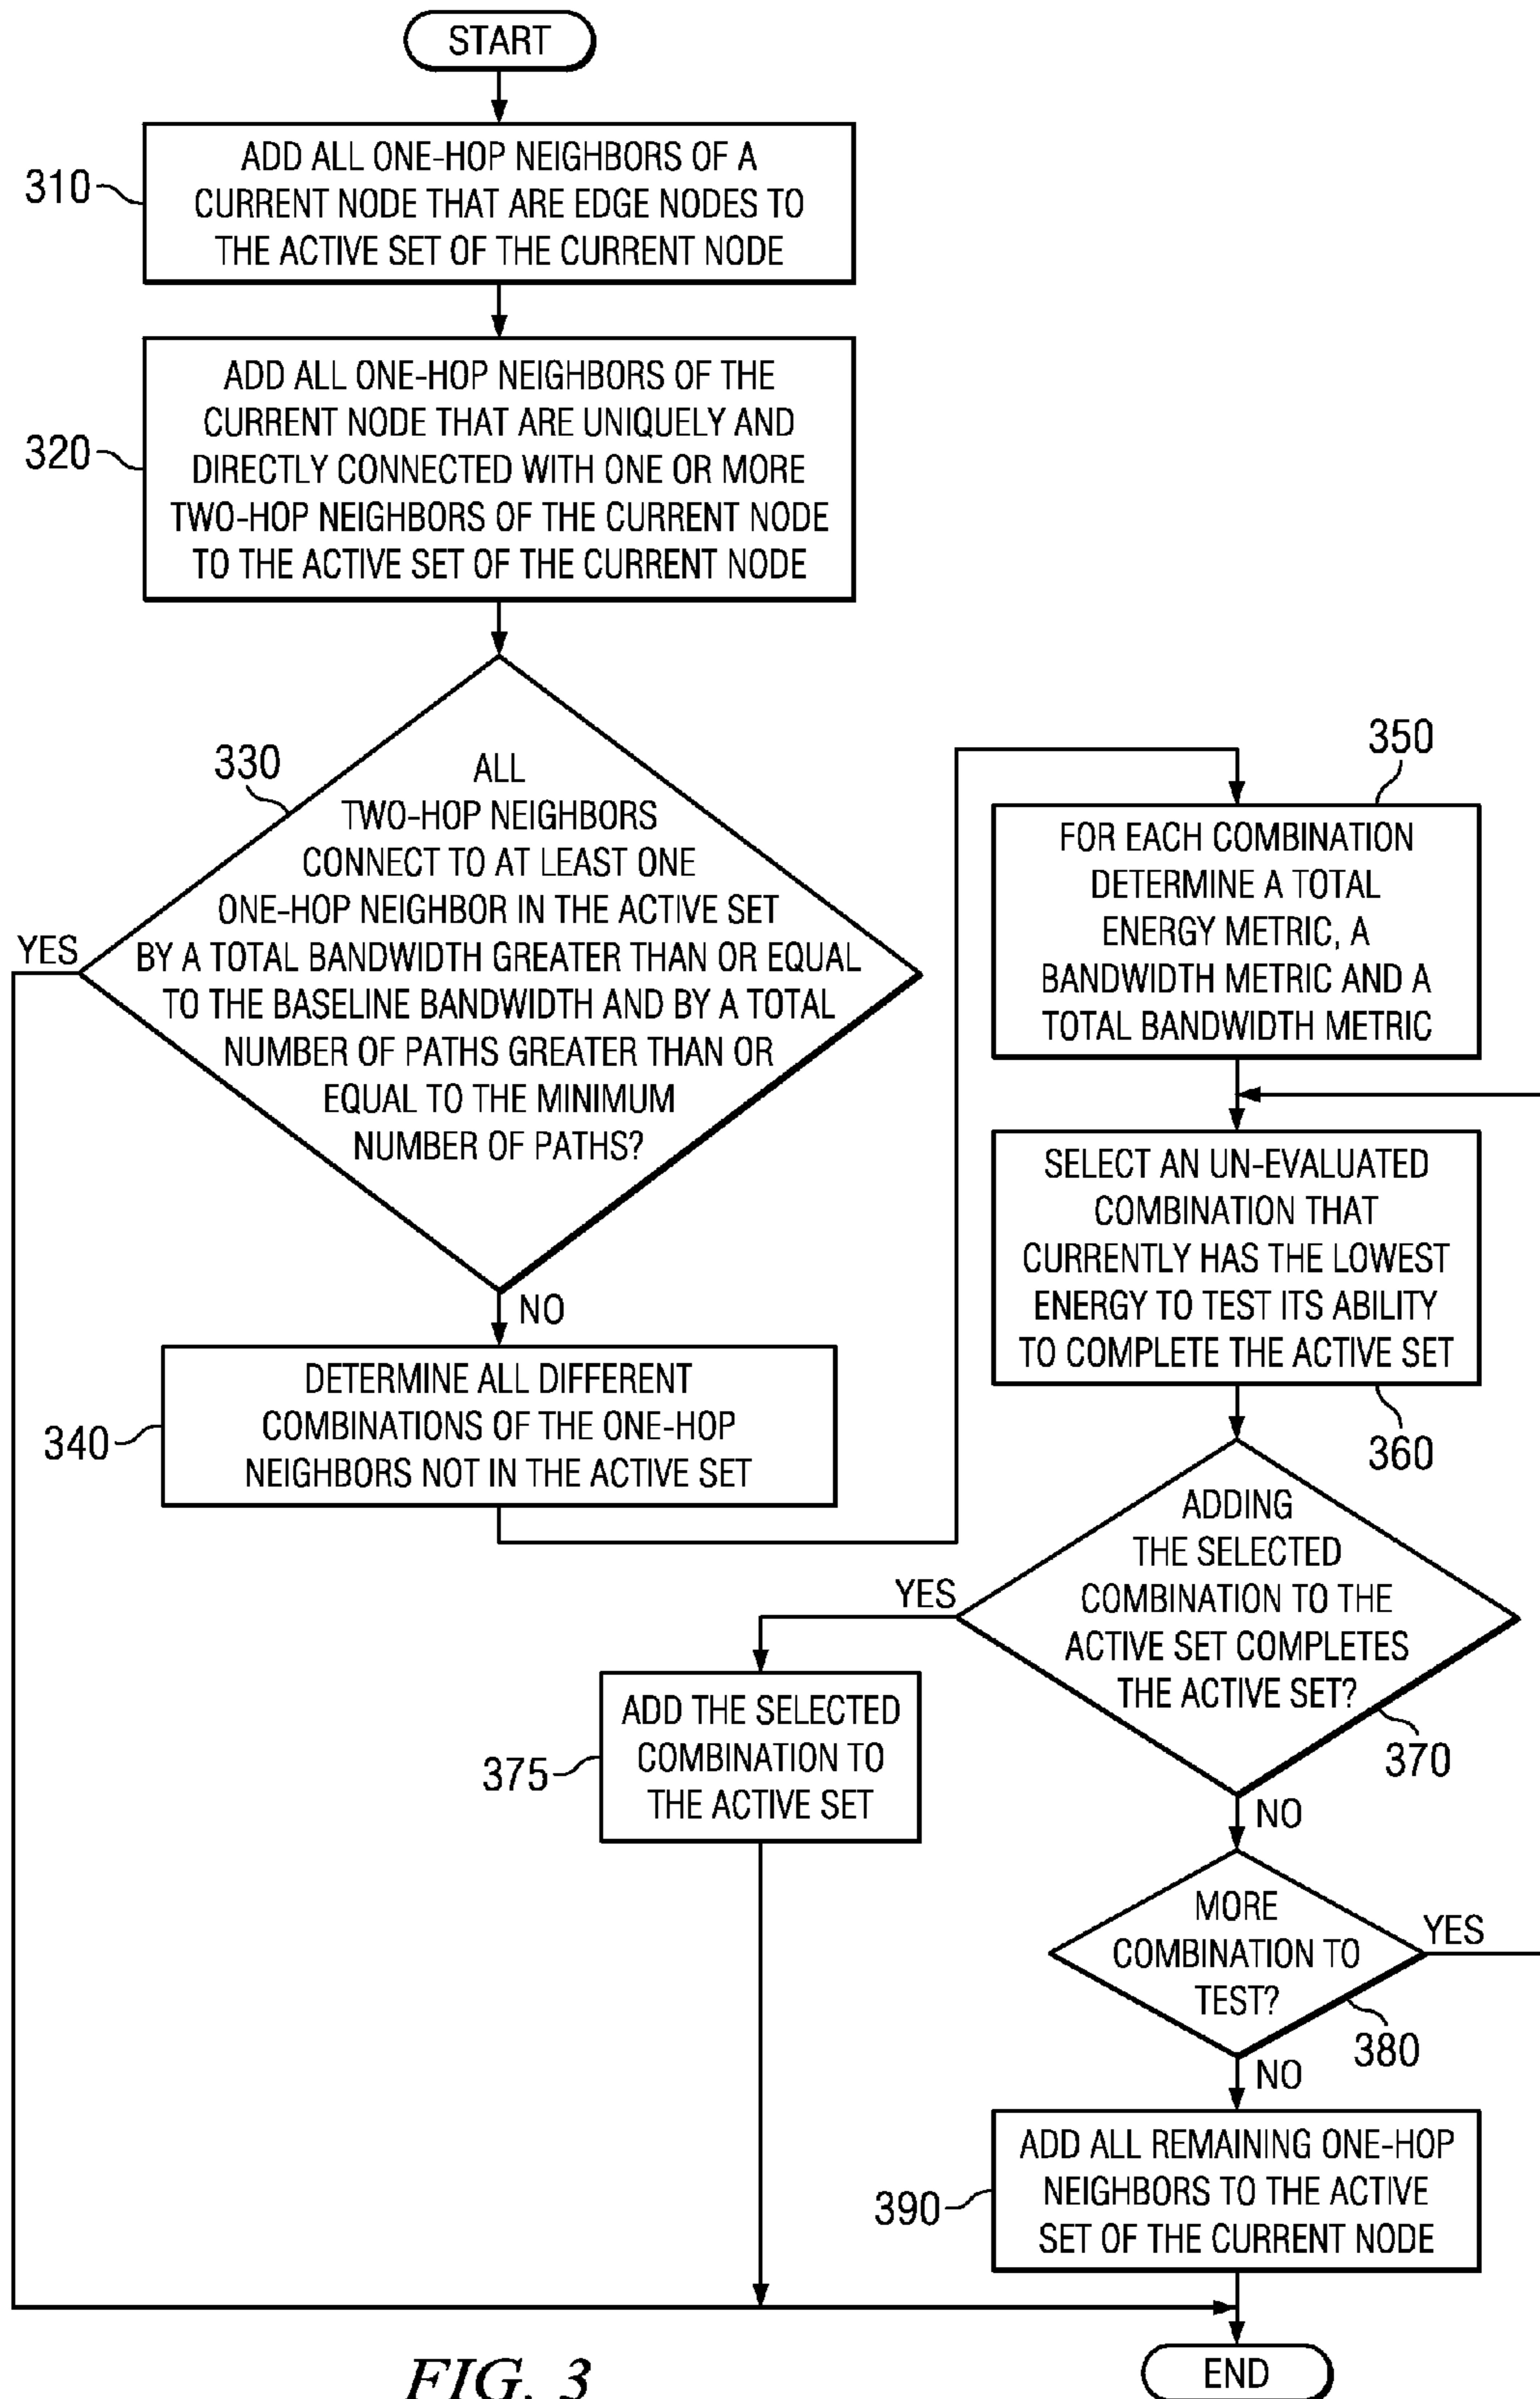 START
310
ADD ALL ONE-HOP NEIGHBORS OF A
CURRENT NODE THAT ARE EDGE NODES TO
THE ACTIVE SET OF THE CURRENT NODE
320
ADD ALL ONE-HOP NEIGHBORS OF THE
CURRENT NODE THAT ARE UNIQUELY AND
DIRECTLY CONNECTED WITH ONE OR MORE
TWO-HOP NEIGHBORS OF THE CURRENT NODE
TO THE ACTIVE SET OF THE CURRENT NODE
330
ALL
TWO-HOP NEIGHBORS
CONNECT TO AT LEAST ONE
ONE-HOP NEIGHBOR IN THE ACTIVE SET
BY A TOTAL BANDWIDTH GREATER THAN OR EQUAL
TO THE BASELINE BANDWIDTH AND BY A TOTAL
NUMBER OF PATHS GREATER THAN OR
EQUAL TO THE MINIMUM
NUMBER OF PATHS?
YES
NO
340
DETERMINE ALL DIFFERENT
COMBINATIONS OF THE ONE-HOP
NEIGHBORS NOT IN THE ACTIVE SET
350
FOR EACH COMBINATION
DETERMINE A TOTAL
ENERGY METRIC, A
BANDWIDTH METRIC AND A
TOTAL BANDWIDTH METRIC
SELECT AN UN-EVALUATED
COMBINATION THAT
CURRENTLY HAS THE LOWEST
ENERGY TO TEST ITS ABILITY
TO COMPLETE THE ACTIVE SET
360
ADDING
THE SELECTED
COMBINATION TO THE
ACTIVE SET COMPLETES
THE ACTIVE SET?
370
YES
375
ADD THE SELECTED
COMBINATION TO
THE ACTIVE SET
NO
MORE
COMBINATION TO
TEST?
YES
380
NO
390
ADD ALL REMAINING ONE-HOP
NEIGHBORS TO THE ACTIVE
SET OF THE CURRENT NODE
END
FIG. 3